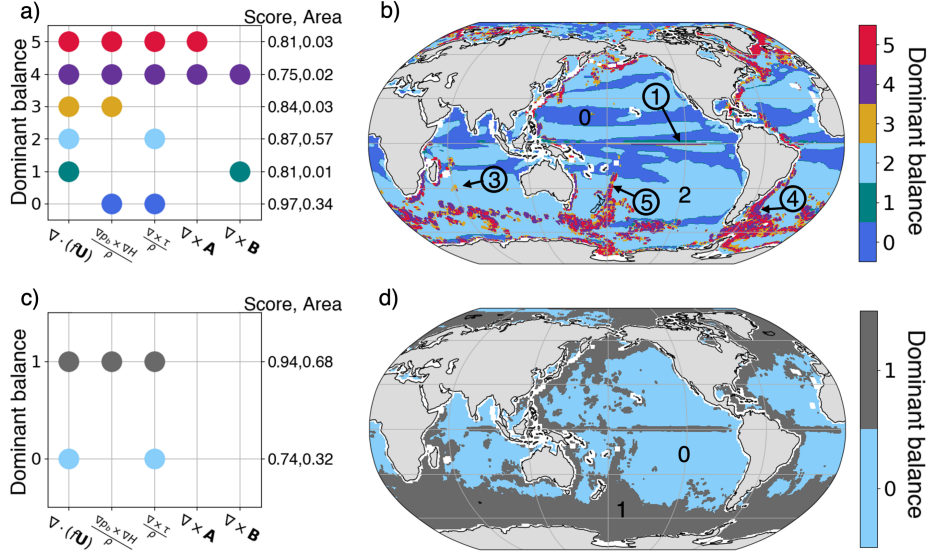 a)
Score, Area
Dominant balance
5
4
3
2
1
0
0.81,0.03
0.75,0.02
0.84,0.03
0.87,0.57
0.81,0.01
0.97,0.34
∇ · (fU)
∇p_b × ∇H / ρ
∇ × τ / ρ
∇ × A
∇ × B
b)
0
1
2
3
5
4
5
4
3
2
1
0
Dominant balance
c)
Score, Area
Dominant balance
1
0
0.94,0.68
0.74,0.32
∇ · (fU)
∇p_b × ∇H / ρ
∇ × τ / ρ
∇ × A
∇ × B
d)
0
1
1
0
Dominant balance